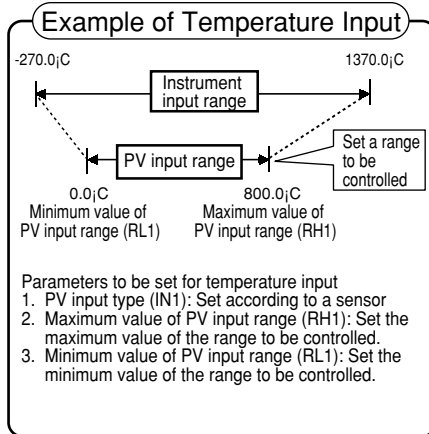 Example of Temperature Input
-270.0¡C 1370.0¡C
Instrument
input range
PV input range
Set a range
to be
controlled
0.0¡C 800.0¡C
Minimum value of Maximum value of
PV input range (RL1) PV input range (RH1)
Parameters to be set for temperature input
1. PV input type (IN1): Set according to a sensor
2. Maximum value of PV input range (RH1): Set the
maximum value of the range to be controlled.
3. Minimum value of PV input range (RL1): Set the
minimum value of the range to be controlled.